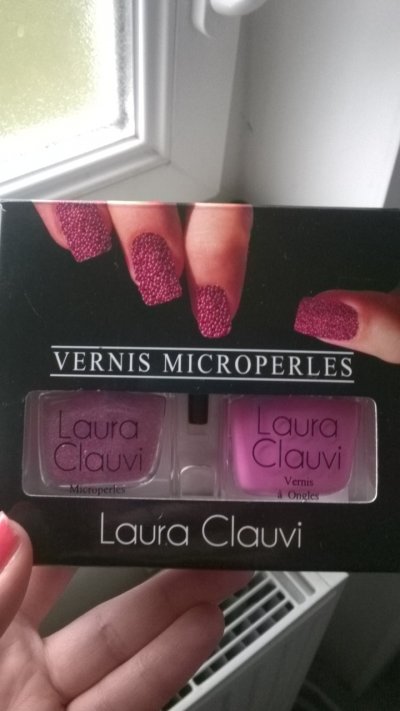 VERNIS MICROPERLES
Laura
Clauvi
Microperles
Laura
Clauvi
Vernis
à Ongles
Laura Clauvi